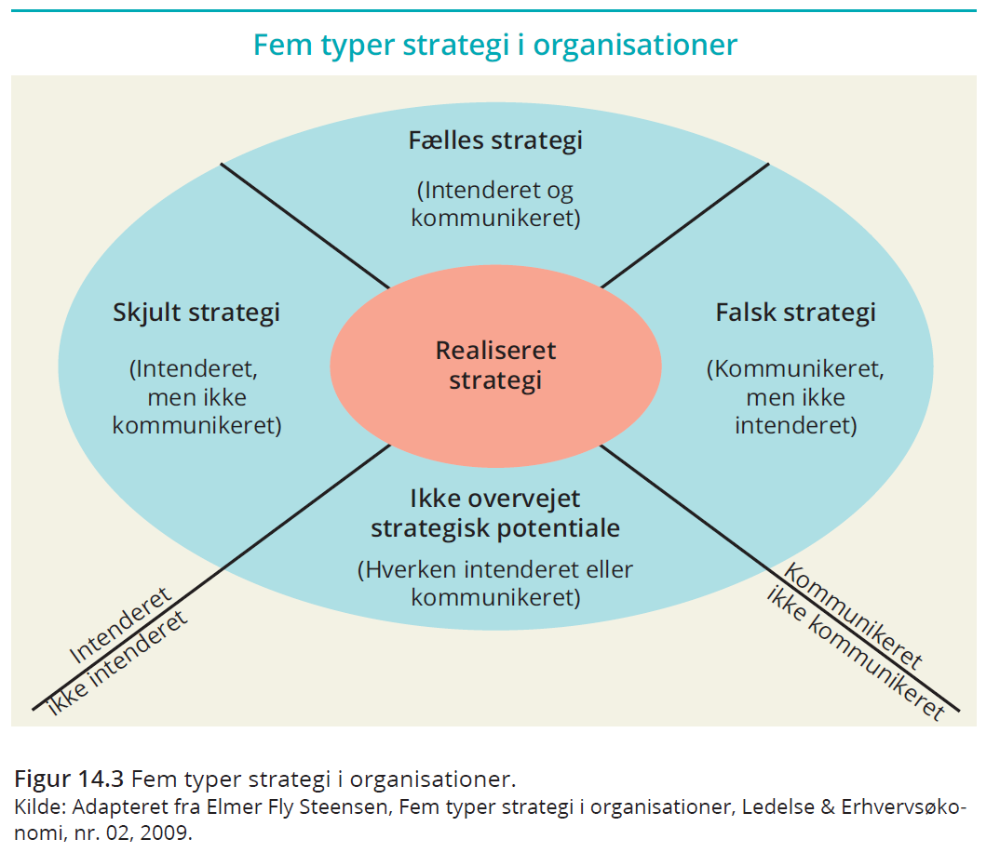 Fem typer strategi i organisationer
Fælles strategi
(Intenderet og
kommunikeret)
Skjult strategi
(Intenderet,
men ikke
kommunikeret)
Realiseret
strategi
Falsk strategi
(Kommunikeret,
men ikke
intenderet)
Ikke overvejet
strategisk potentiale
(Hverken intenderet eller
kommunikeret)
Intenderet
ikke intenderet
Kommunikeret
ikke kommunikeret
Figur 14.3 Fem typer strategi i organisationer.
Kilde: Adapteret fra Elmer Fly Steensen, Fem typer strategi i organisationer, Ledelse & Erhvervsøko-
nomi, nr. 02, 2009.